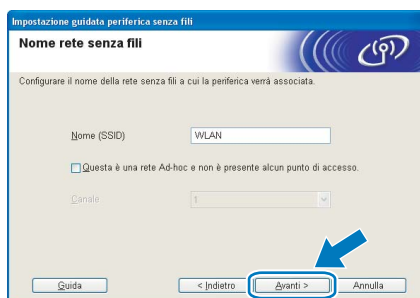 Impostazione guidata periferica senza fili
Nome rete senza fili
Configurare il nome della rete senza fili a cui la periferica verrà associata.
Nome (SSID)
WLAN
Questa è una rete Ad-hoc e non è presente alcun punto di accesso.
Canale
1
Guida
< Indietro
Avanti >
Annulla